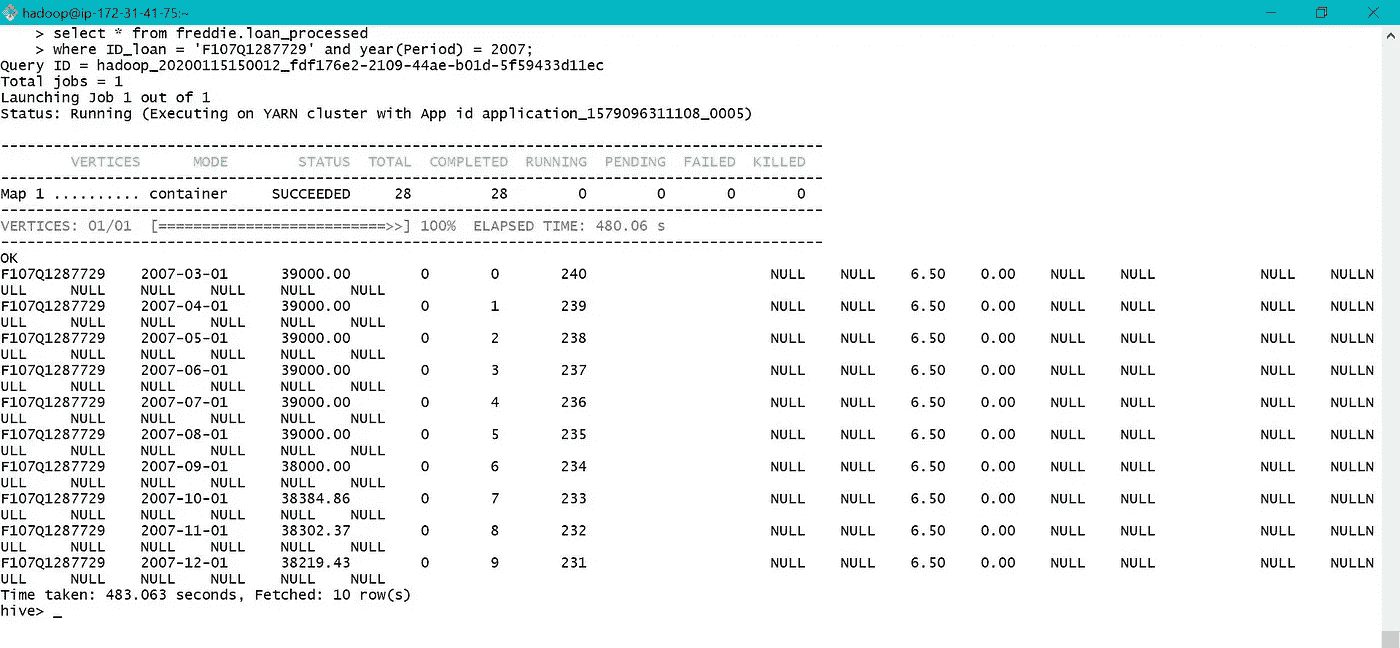 hadoop@ip-172-31-41-75:~
    > select * from freddie.loan_processed
    > where ID_loan = 'F107Q1287729' and year(Period) = 2007;
Query ID = hadoop_20200115150012_fdf176e2-2109-44ae-b01d-5f59433d11ec
Total jobs = 1
Launching Job 1 out of 1
Status: Running (Executing on YARN cluster with App id application_1579096311108_0005)
----------------------------------------------------------------------------------------------
        VERTICES      MODE        STATUS  TOTAL  COMPLETED  RUNNING  PENDING  FAILED  KILLED
----------------------------------------------------------------------------------------------
Map 1 .......... container     SUCCEEDED     28         28        0        0       0       0
----------------------------------------------------------------------------------------------
VERTICES: 01/01  [==========================>>] 100%  ELAPSED TIME: 480.06 s
----------------------------------------------------------------------------------------------
OK
F107Q1287729    2007-03-01      39000.00        0       0       240                     NULL    NULL    6.50    0.00    NULL    NULL            NULL    NULLN
ULL     NULL    NULL    NULL    NULL    NULL
F107Q1287729    2007-04-01      39000.00        0       1       239                     NULL    NULL    6.50    0.00    NULL    NULL            NULL    NULLN
ULL     NULL    NULL    NULL    NULL    NULL
F107Q1287729    2007-05-01      39000.00        0       2       238                     NULL    NULL    6.50    0.00    NULL    NULL            NULL    NULLN
ULL     NULL    NULL    NULL    NULL    NULL
F107Q1287729    2007-06-01      39000.00        0       3       237                     NULL    NULL    6.50    0.00    NULL    NULL            NULL    NULLN
ULL     NULL    NULL    NULL    NULL    NULL
F107Q1287729    2007-07-01      39000.00        0       4       236                     NULL    NULL    6.50    0.00    NULL    NULL            NULL    NULLN
ULL     NULL    NULL    NULL    NULL    NULL
F107Q1287729    2007-08-01      39000.00        0       5       235                     NULL    NULL    6.50    0.00    NULL    NULL            NULL    NULLN
ULL     NULL    NULL    NULL    NULL    NULL
F107Q1287729    2007-09-01      38000.00        0       6       234                     NULL    NULL    6.50    0.00    NULL    NULL            NULL    NULLN
ULL     NULL    NULL    NULL    NULL    NULL
F107Q1287729    2007-10-01      38384.86        0       7       233                     NULL    NULL    6.50    0.00    NULL    NULL            NULL    NULLN
ULL     NULL    NULL    NULL    NULL    NULL
F107Q1287729    2007-11-01      38302.37        0       8       232                     NULL    NULL    6.50    0.00    NULL    NULL            NULL    NULLN
ULL     NULL    NULL    NULL    NULL    NULL
F107Q1287729    2007-12-01      38219.43        0       9       231                     NULL    NULL    6.50    0.00    NULL    NULL            NULL    NULLN
ULL     NULL    NULL    NULL    NULL    NULL
Time taken: 483.063 seconds, Fetched: 10 row(s)
hive> _